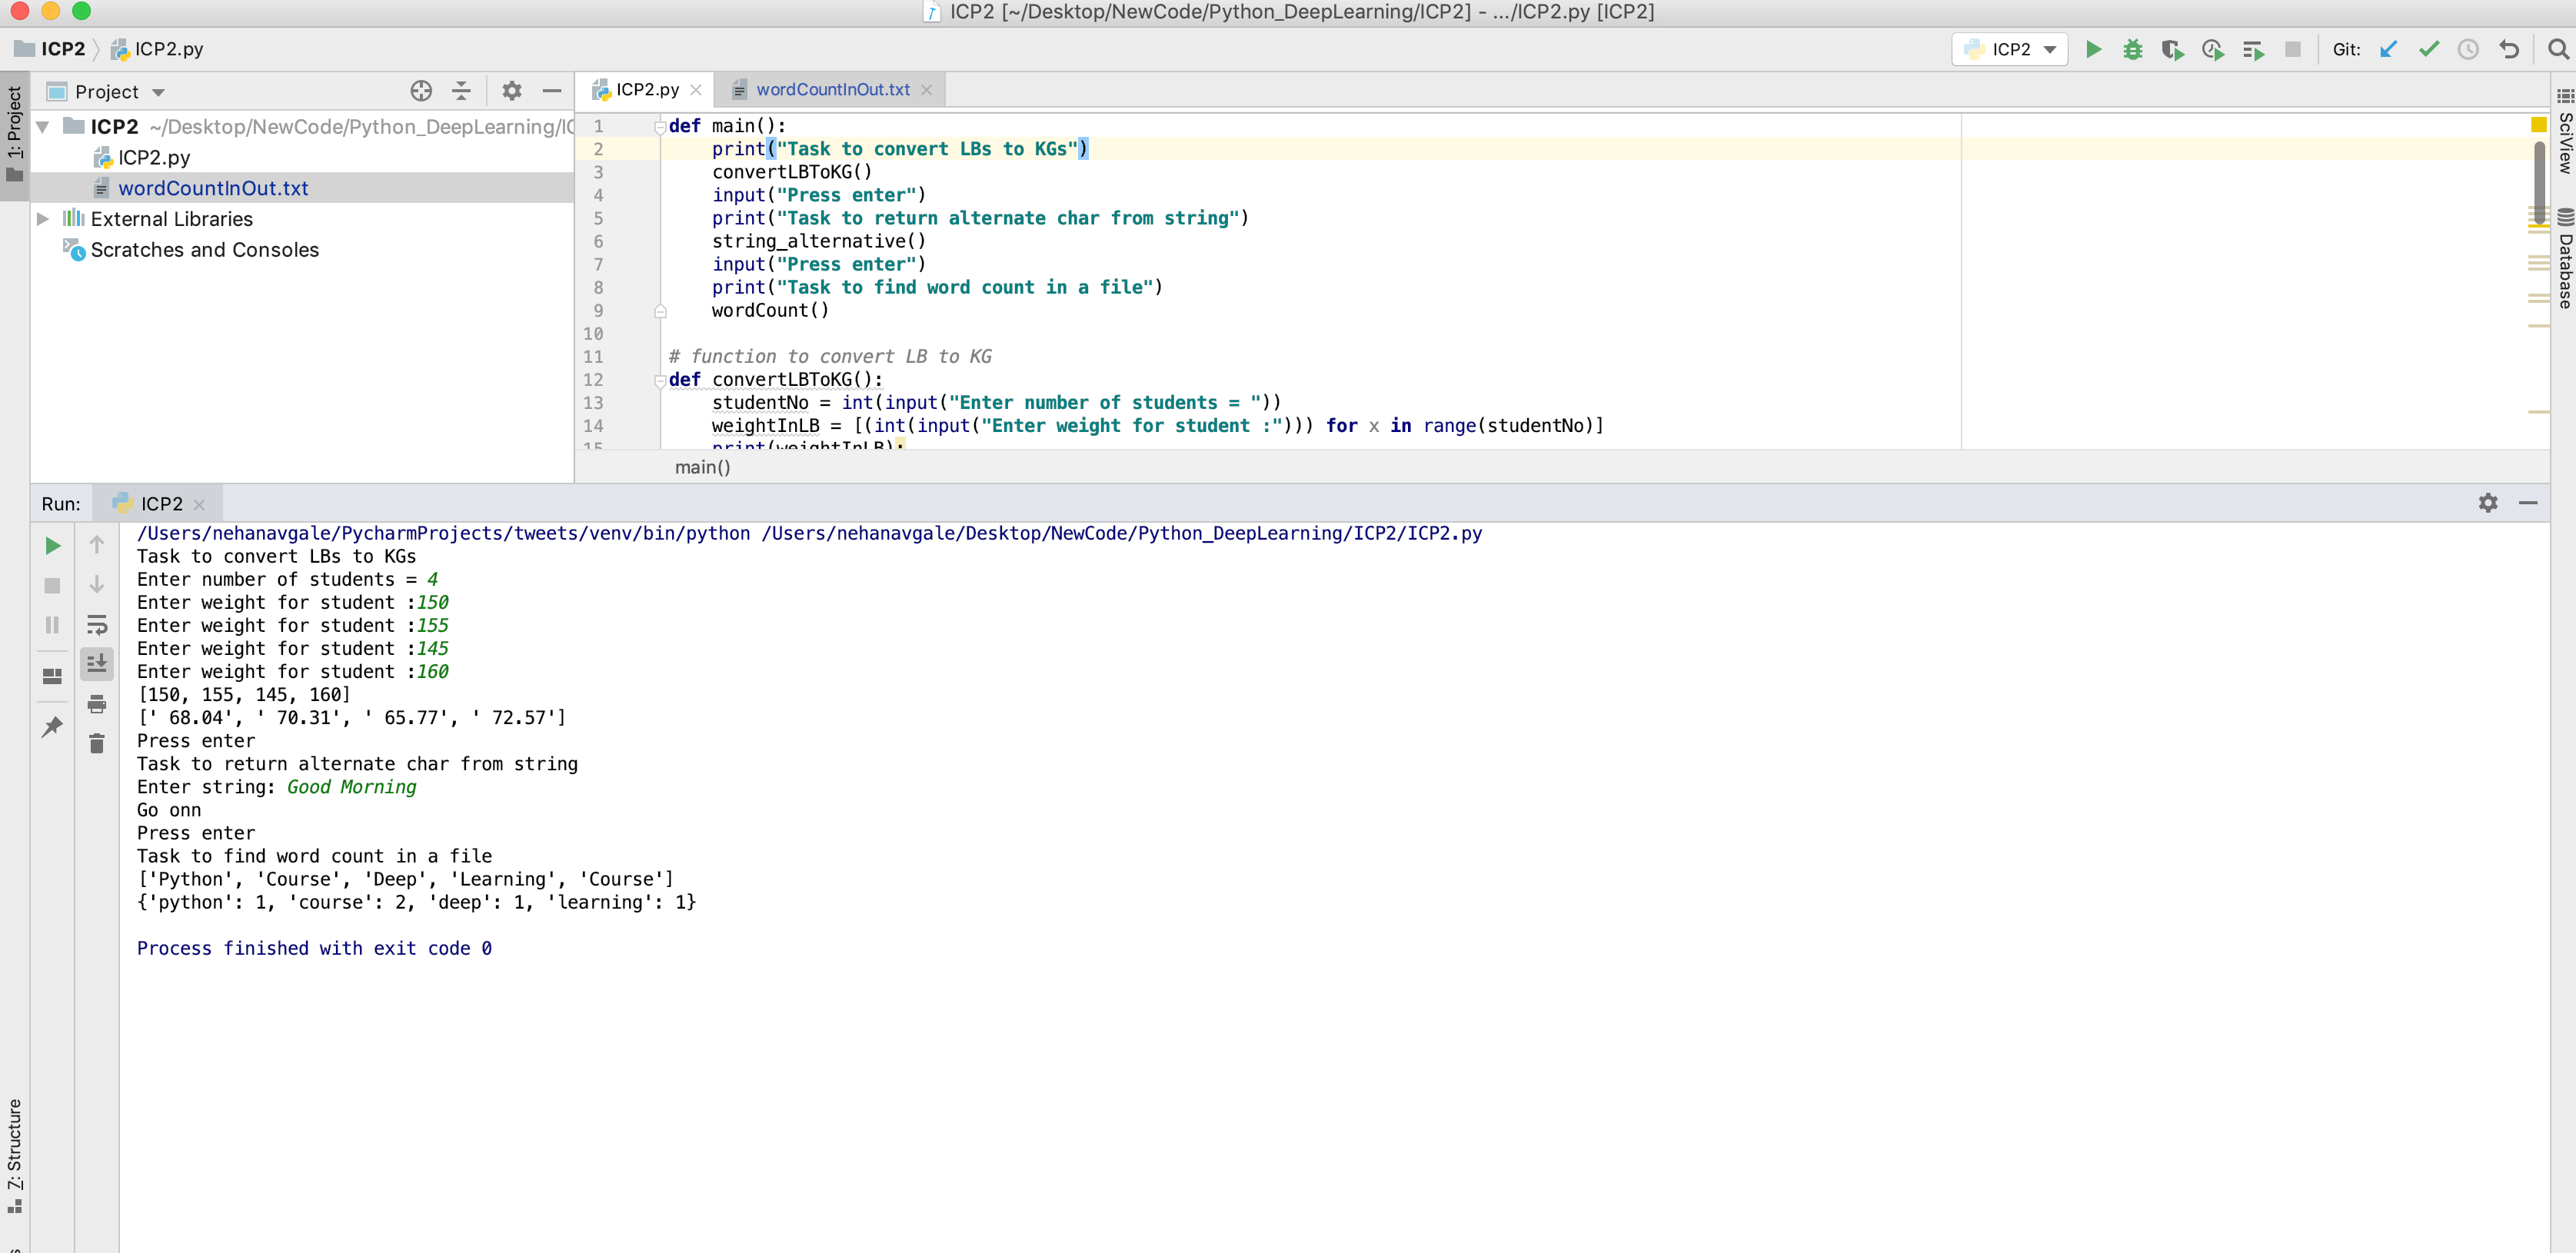 ICP2 [~/Desktop/NewCode/Python_DeepLearning/ICP2] - .../ICP2.py [ICP2]
ICP2 ICP2.py
ICP2 Git:
1: Project
Project
ICP2 ~/Desktop/NewCode/Python_DeepLearning/IC
ICP2.py
wordCountInOut.txt
External Libraries
Scratches and Consoles
ICP2.py wordCountInOut.txt
1 def main():
2 print("Task to convert LBs to KGs")
3 convertLBToKG()
4 input("Press enter")
5 print("Task to return alternate char from string")
6 string_alternative()
7 input("Press enter")
8 print("Task to find word count in a file")
9 wordCount()
10
11 # function to convert LB to KG
12 def convertLBToKG():
13 studentNo = int(input("Enter number of students = "))
14 weightInLB = [(int(input("Enter weight for student :"))) for x in range(studentNo)]
15 print(weightInLB);
main()
SciView
Database
Run: ICP2
/Users/nehanavgale/PycharmProjects/tweets/venv/bin/python /Users/nehanavgale/Desktop/NewCode/Python_DeepLearning/ICP2/ICP2.py
Task to convert LBs to KGs
Enter number of students = 4
Enter weight for student :150
Enter weight for student :155
Enter weight for student :145
Enter weight for student :160
[150, 155, 145, 160]
[' 68.04', ' 70.31', ' 65.77', ' 72.57']
Press enter
Task to return alternate char from string
Enter string: Good Morning
Go onn
Press enter
Task to find word count in a file
['Python', 'Course', 'Deep', 'Learning', 'Course']
{'python': 1, 'course': 2, 'deep': 1, 'learning': 1}
Process finished with exit code 0
7: Structure